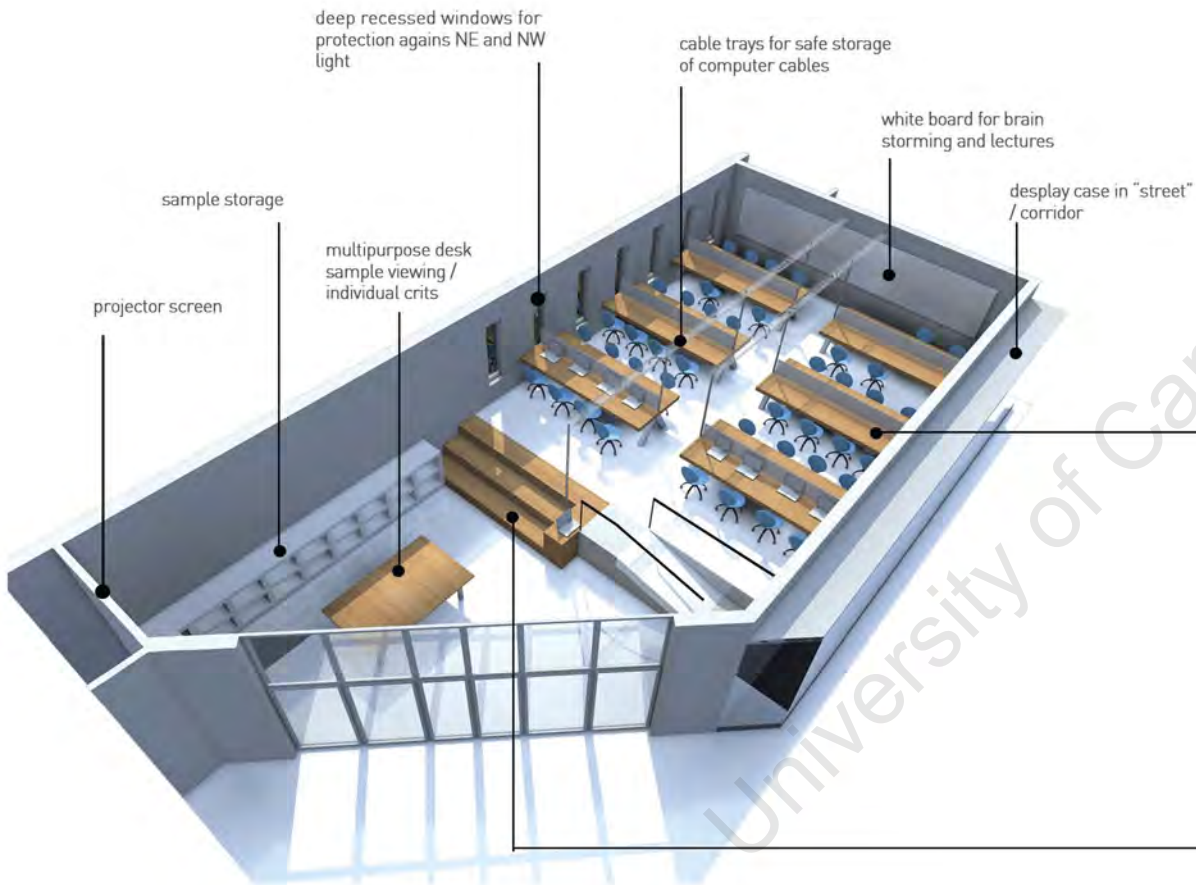 deep recessed windows for
protection agains NE and NW
light
cable trays for safe storage
of computer cables
white board for brain
storming and lectures
desplay case in "street"
/ corridor
sample storage
multipurpose desk
sample viewing /
individual crits
projector screen
University of Ca